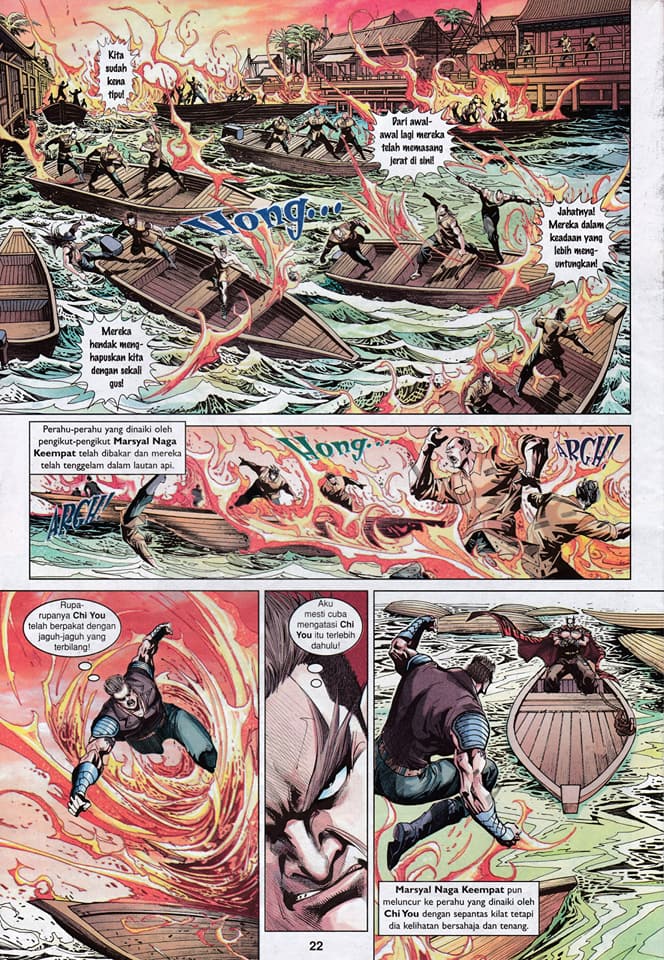 Kita
sudah
kena
tipu!
Dari awal-
awal lagi mereka
telah memasang
jerat di sini!
Hong...
Jahatnya!
Mereka dalam
keadaan yang
lebih meng-
untungkan!
Mereka
hendak meng-
hapuskan kita
dengan sekali
gus!
Perahu-perahu yang dinaiki oleh
pengikut-pengikut Marsyal Naga
Keempat telah dibakar dan mereka
telah tenggelam dalam lautan api.
Hong...
ARGH!
ARGH!
Rupa-
rupanya Chi You
telah berpakat dengan
jaguh-jaguh yang
terbilang!
Aku
mesti cuba
mengatasi Chi
You itu terlebih
dahulu!
Marsyal Naga Keempat pun
meluncur ke perahu yang dinaiki oleh
Chi You dengan sepantas kilat tetapi
dia kelihatan bersahaja dan tenang.
22